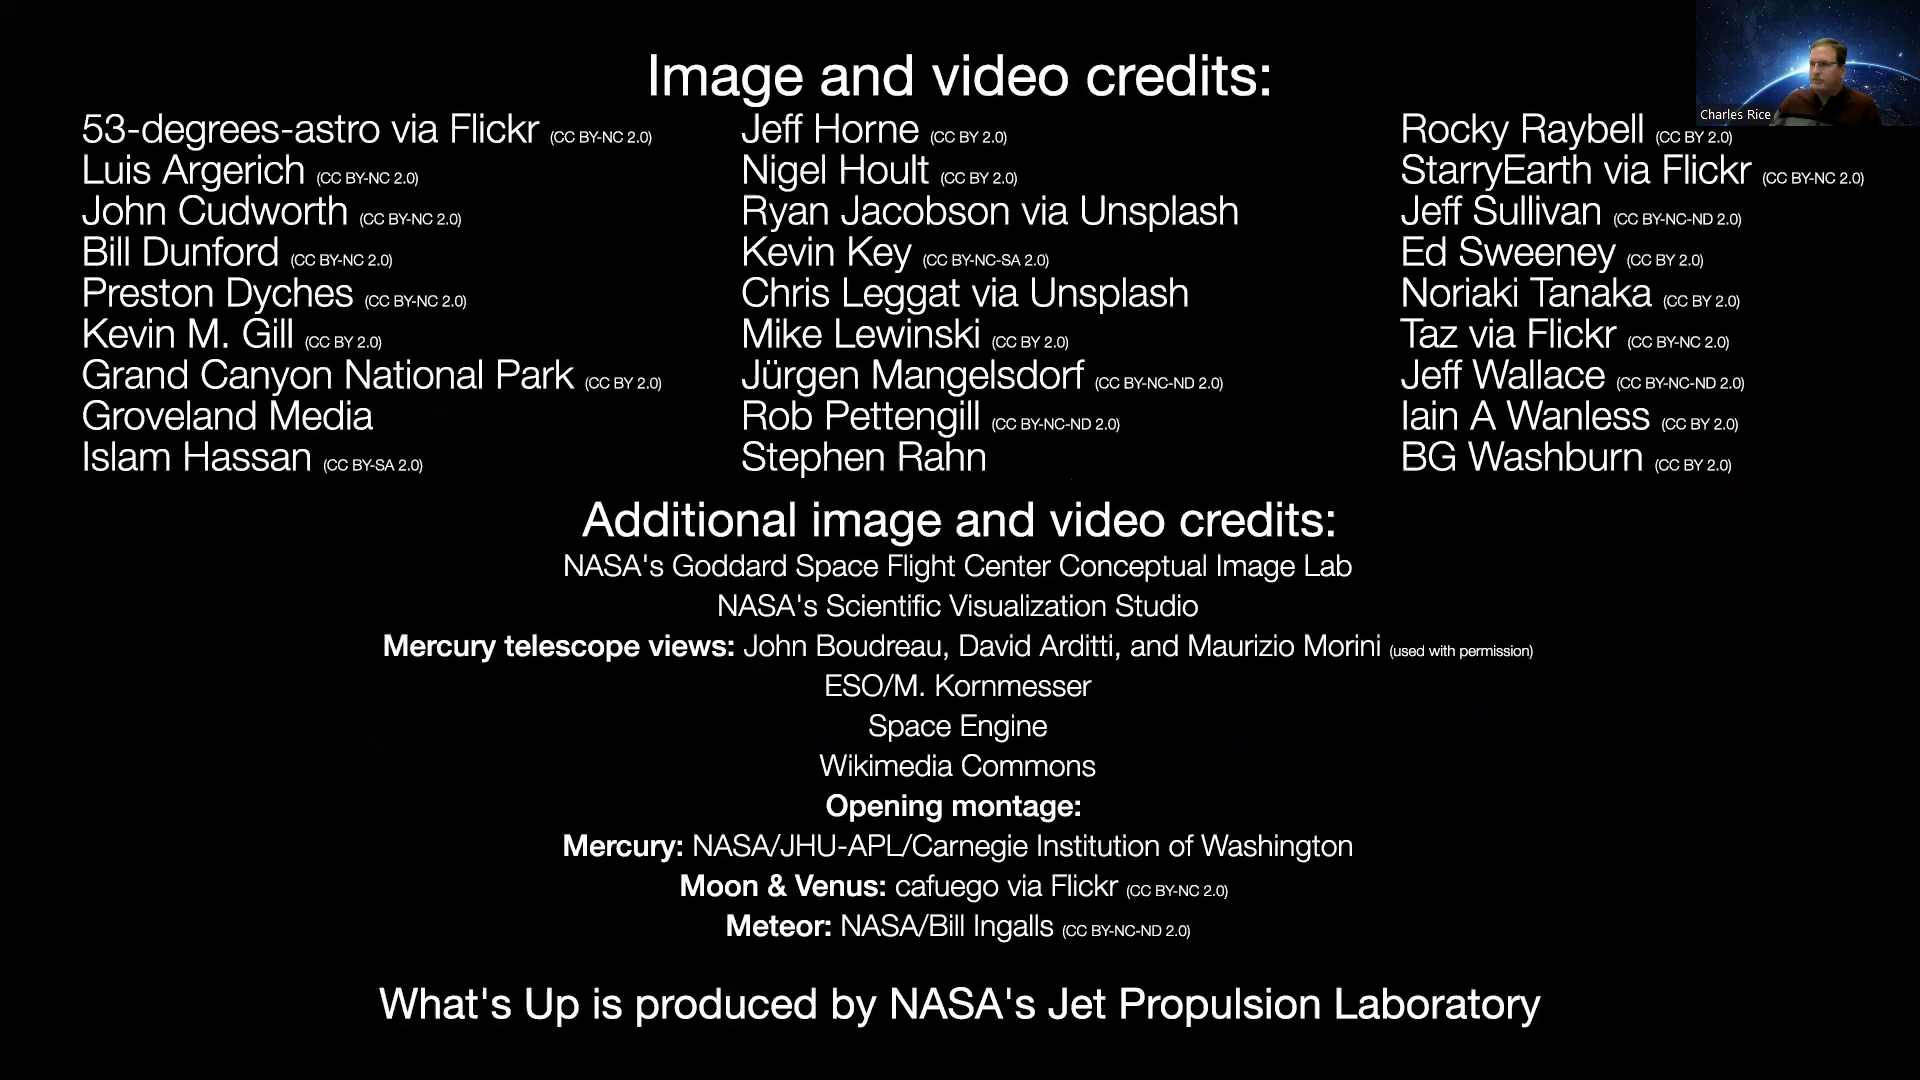 Image and video credits:
Charles Rice
53-degrees-astro via Flickr (CC BY-NC 2.0)
Luis Argerich (CC BY-NC 2.0)
John Cudworth (CC BY-NC 2.0)
Bill Dunford (CC BY-NC 2.0)
Preston Dyches (CC BY-NC 2.0)
Kevin M. Gill (CC BY 2.0)
Grand Canyon National Park (CC BY 2.0)
Groveland Media
Islam Hassan (CC BY-SA 2.0)
Jeff Horne (CC BY 2.0)
Nigel Hoult (CC BY 2.0)
Ryan Jacobson via Unsplash
Kevin Key (CC BY-NC-SA 2.0)
Chris Leggat via Unsplash
Mike Lewinski (CC BY 2.0)
Jürgen Mangelsdorf (CC BY-NC-ND 2.0)
Rob Pettengill (CC BY-NC-ND 2.0)
Stephen Rahn
Rocky Raybell (CC BY 2.0)
StarryEarth via Flickr (CC BY-NC 2.0)
Jeff Sullivan (CC BY-NC-ND 2.0)
Ed Sweeney (CC BY 2.0)
Noriaki Tanaka (CC BY 2.0)
Taz via Flickr (CC BY-NC 2.0)
Jeff Wallace (CC BY-NC-ND 2.0)
Iain A Wanless (CC BY 2.0)
BG Washburn (CC BY 2.0)
Additional image and video credits:
NASA's Goddard Space Flight Center Conceptual Image Lab
NASA's Scientific Visualization Studio
Mercury telescope views: John Boudreau, David Arditti, and Maurizio Morini (used with permission)
ESO/M. Kornmesser
Space Engine
Wikimedia Commons
Opening montage:
Mercury: NASA/JHU-APL/Carnegie Institution of Washington
Moon & Venus: cafuego via Flickr (CC BY-NC 2.0)
Meteor: NASA/Bill Ingalls (CC BY-NC-ND 2.0)
What's Up is produced by NASA's Jet Propulsion Laboratory